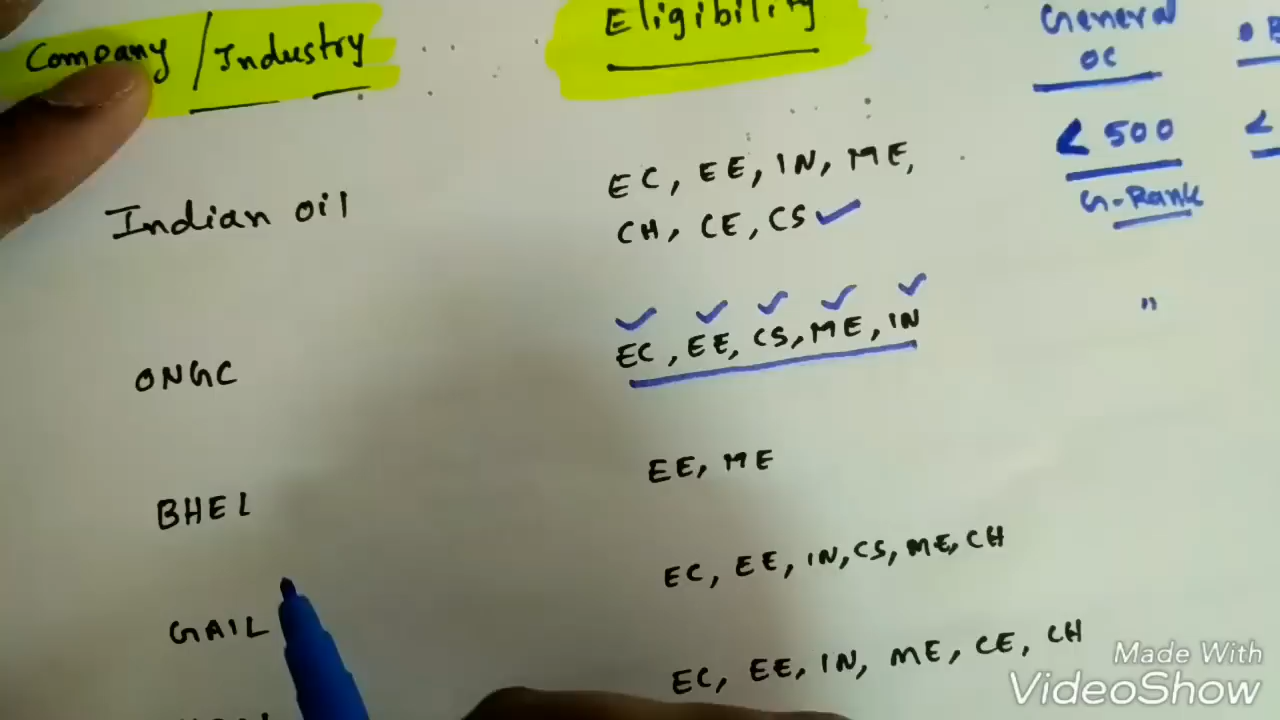 Company / Industry
Eligibility
General
OC
< 500
G-Rank
<
Indian Oil
EC, EE, IN, ME,
CH, CE, CS ✓
✓ ✓ ✓ ✓ ✓
ONGC
EC, EE, CS, ME, IN
"
BHEL
EE, ME
GAIL
EC, EE, IN, CS, ME, CH
EC, EE, IN, ME, CE, CH
Made With
VideoShow